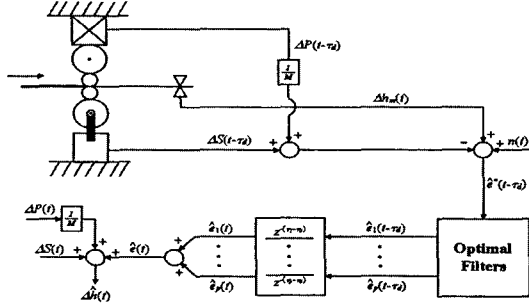 ΔP(t-τd)
1/M
Δhm(t)
ΔS(t-τd)
+
+
-
+
+
n(t)
ê*(t-τd)
ΔP(t)
1/M
ΔS(t)
+
+
+
ê(t)
Δĥ(t)
+
+
ê1(t)
êp(t)
ê1(t-τd)
êp(t-τd)
Optimal
Filters